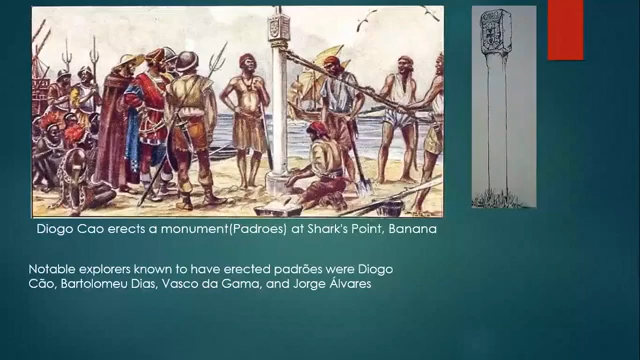 Diogo Cao erects a monument(Padroes) at Shark's Point, Banana
Notable explorers known to have erected padrões were Diogo
Cão, Bartolomeu Dias, Vasco da Gama, and Jorge Álvares